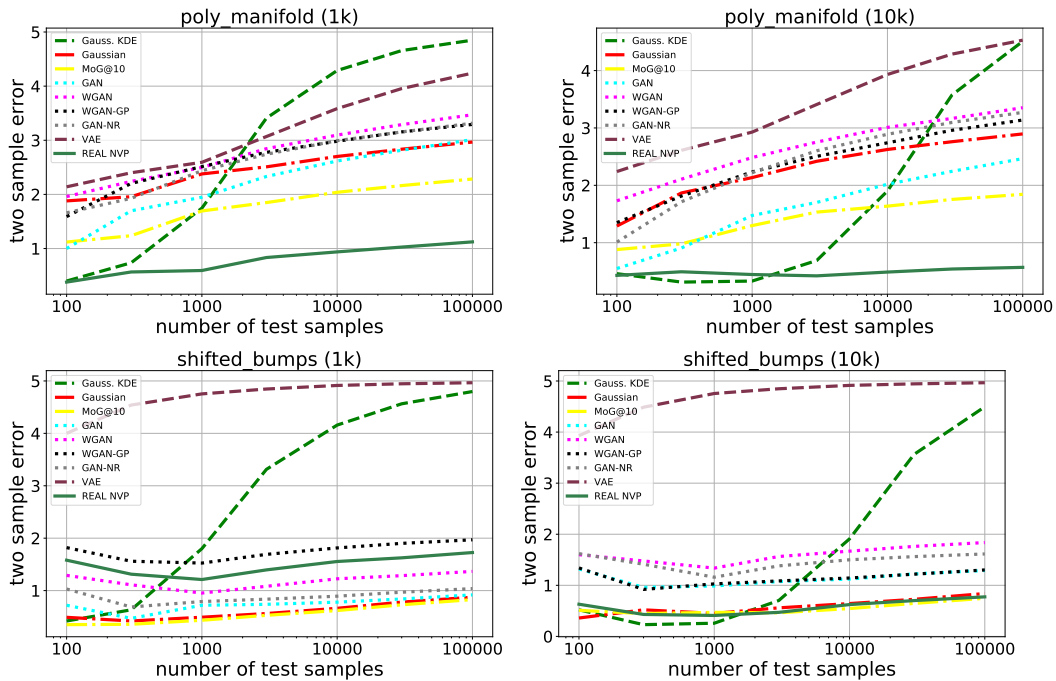 poly_manifold (1k)
5
4
3
2
1
two sample error
Gauss. KDE
Gaussian
MoG@10
GAN
WGAN
WGAN-GP
GAN-NR
VAE
REAL NVP
100
1000
10000
100000
number of test samples
poly_manifold (10k)
4
3
2
1
two sample error
Gauss. KDE
Gaussian
MoG@10
GAN
WGAN
WGAN-GP
GAN-NR
VAE
REAL NVP
100
1000
10000
100000
number of test samples
shifted_bumps (1k)
5
4
3
2
1
two sample error
Gauss. KDE
Gaussian
MoG@10
GAN
WGAN
WGAN-GP
GAN-NR
VAE
REAL NVP
100
1000
10000
100000
number of test samples
shifted_bumps (10k)
5
4
3
2
1
0
two sample error
Gauss. KDE
Gaussian
MoG@10
GAN
WGAN
WGAN-GP
GAN-NR
VAE
REAL NVP
100
1000
10000
100000
number of test samples